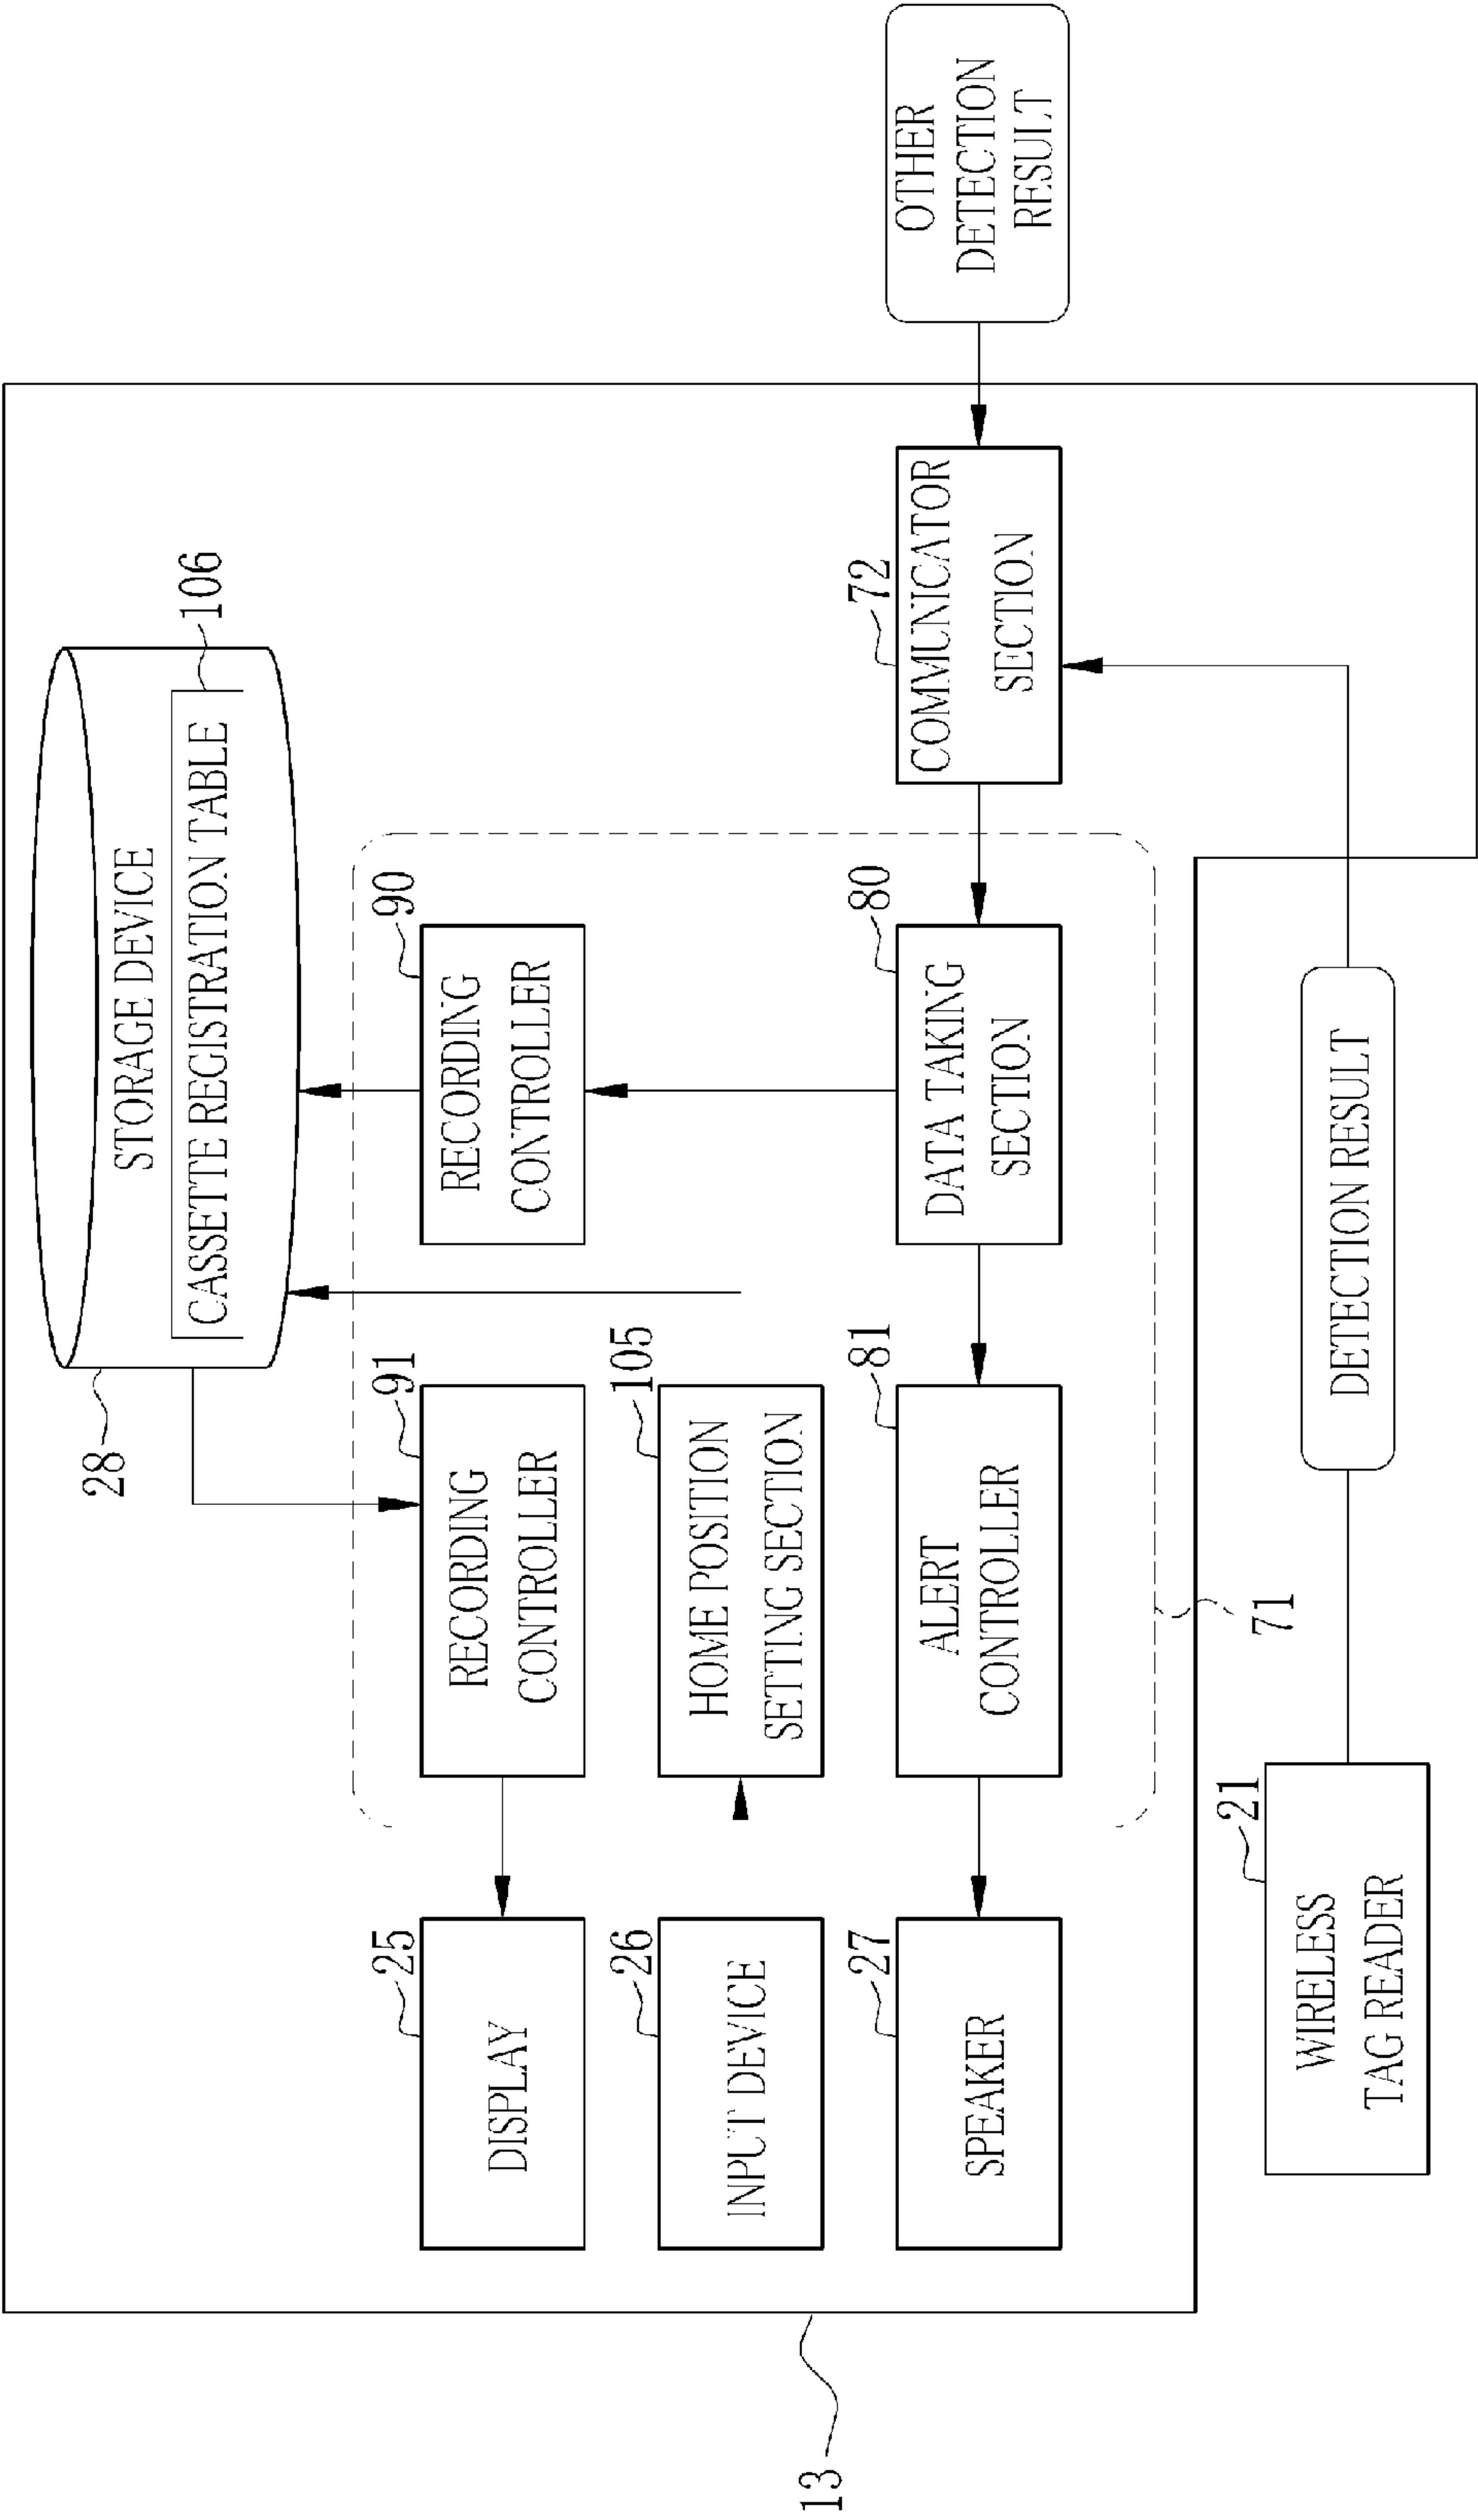 28
STORAGE DEVICE
CASSETTE REGISTRATION TABLE
106
25
DISPLAY
91
RECORDING
CONTROLLER
90
RECORDING
CONTROLLER
26
INPUT DEVICE
105
HOME POSITION
SETTING SECTION
27
SPEAKER
81
ALERT
CONTROLLER
80
DATA TAKING
SECTION
72
COMMUNICATOR
SECTION
OTHER
DETECTION
RESULT
13
71
21
WIRELESS
TAG READER
DETECTION RESULT